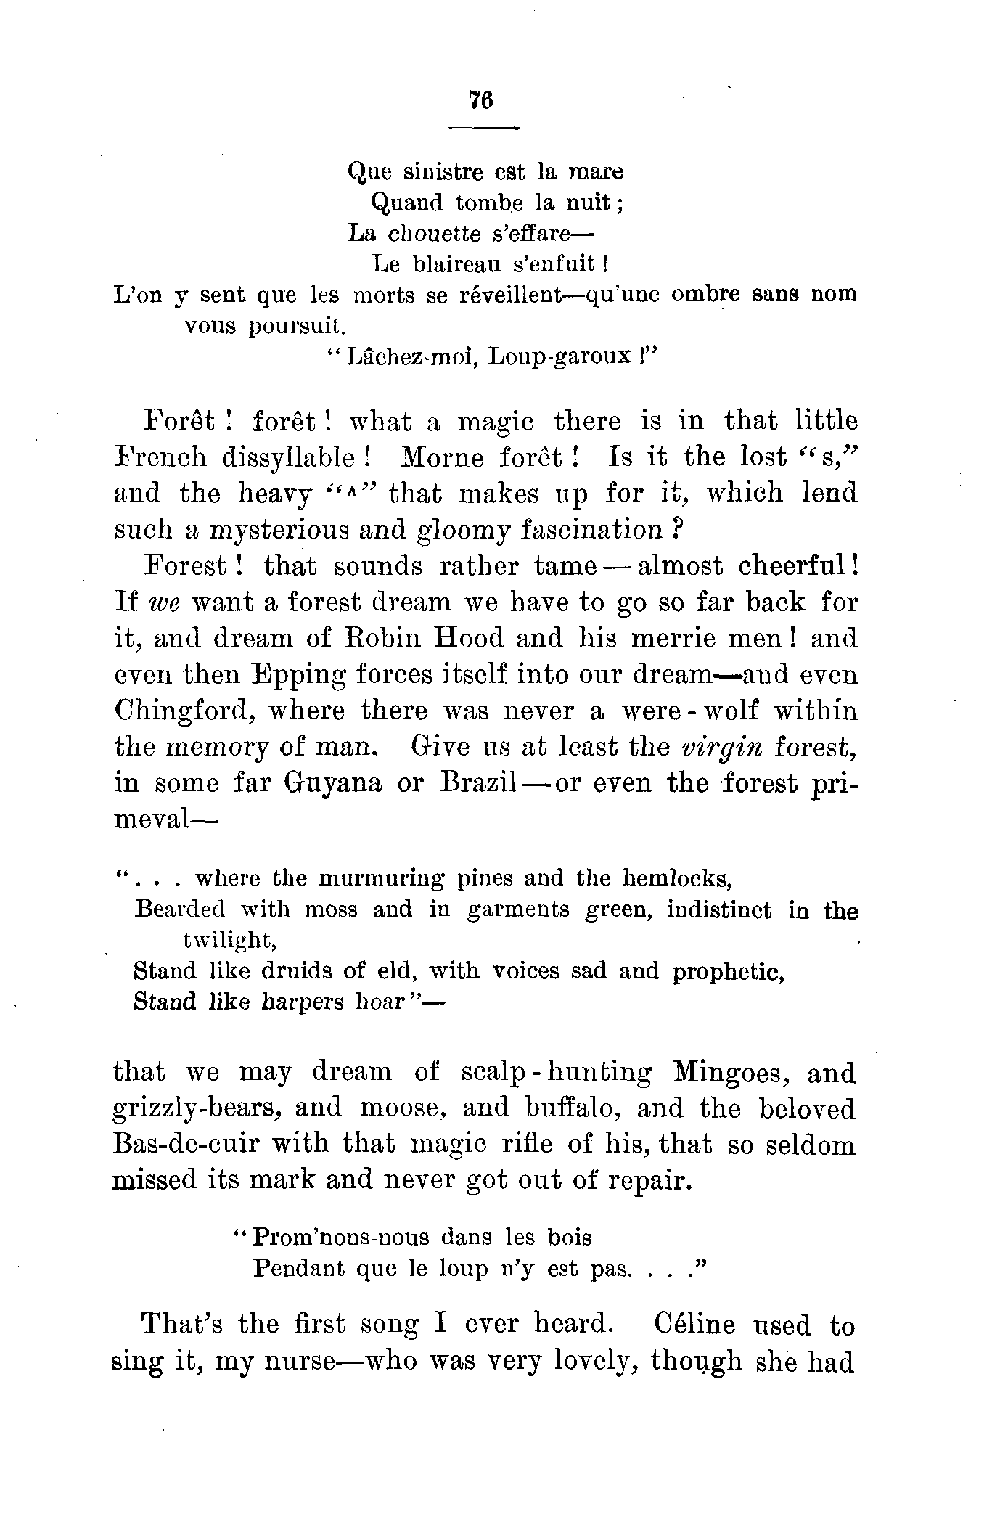 76
Que sinistre est la mare
Quand tombe la nuit ;
La chouette s'effare—
Le blaireau s'enfuit !
L'on y sent que les morts se réveillent—qu'une ombre sans nom
vous poursuit.
“ Lâchez-moi, Loup-garoux !”
Forêt ! forêt ! what a magic there is in that little
French dissyllable ! Morne forêt ! Is it the lost “ s,”
and the heavy “^” that makes up for it, which lend
such a mysterious and gloomy fascination ?
Forest ! that sounds rather tame — almost cheerful !
If we want a forest dream we have to go so far back for
it, and dream of Robin Hood and his merrie men ! and
even then Epping forces itself into our dream—and even
Chingford, where there was never a were - wolf within
the memory of man. Give us at least the virgin forest,
in some far Guyana or Brazil — or even the forest pri-
meval—
“ . . . where the murmuring pines and the hemlocks,
Bearded with moss and in garments green, indistinct in the
twilight,
Stand like druids of eld, with voices sad and prophetic,
Stand like harpers hoar ”—
that we may dream of scalp - hunting Mingoes, and
grizzly-bears, and moose, and buffalo, and the beloved
Bas-de-cuir with that magic rifle of his, that so seldom
missed its mark and never got out of repair.
“ Prom'nous-nous dans les bois
Pendant que le loup n'y est pas. . . .”
That's the first song I ever heard. Céline used to
sing it, my nurse—who was very lovely, though she had